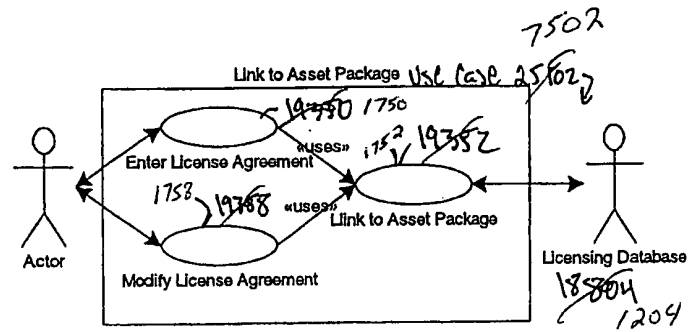 7502
Link to Asset Package use case
1750
Enter License Agreement
«uses»
1752 19352
Link to Asset Package
1758
«uses»
Actor
Modify License Agreement
Licensing Database
1204